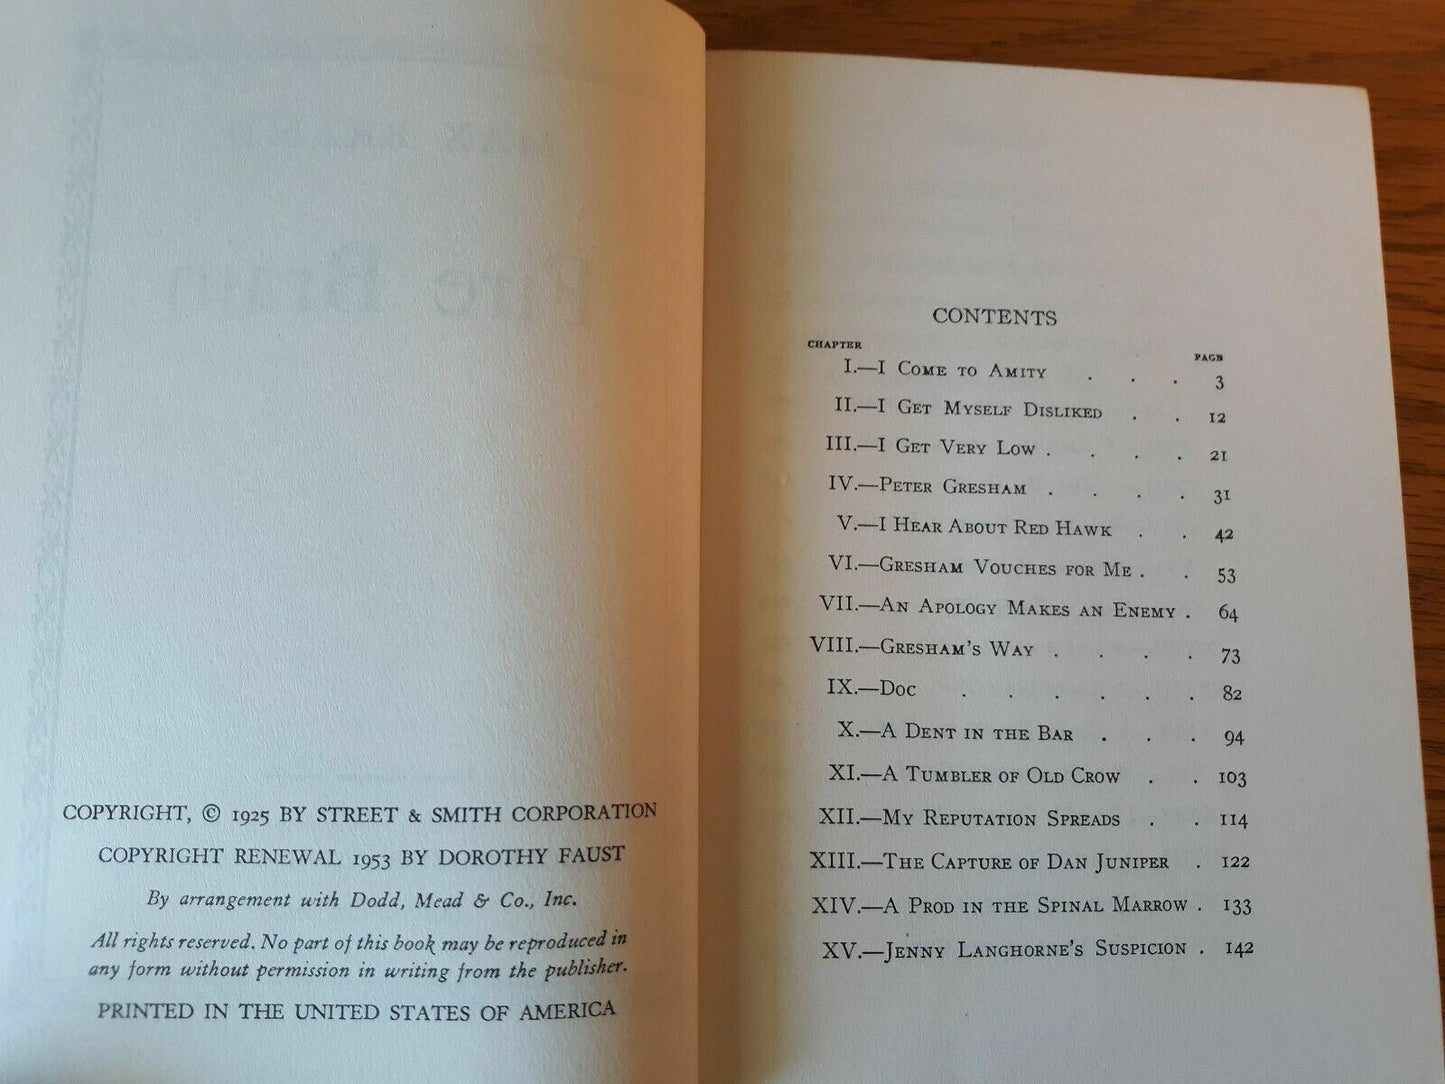 COPYRIGHT, © 1925 BY STREET & SMITH CORPORATION
COPYRIGHT RENEWAL 1953 BY DOROTHY FAUST
By arrangement with Dodd, Mead & Co., Inc.
All rights reserved. No part of this book may be reproduced in
any form without permission in writing from the publisher.
PRINTED IN THE UNITED STATES OF AMERICA
CONTENTS
CHAPTER PAGE
I.—I Come to Amity . . . 3
II.—I Get Myself Disliked . . 12
III.—I Get Very Low . . . . 21
IV.—Peter Gresham . . . . 31
V.—I Hear About Red Hawk . . 42
VI.—Gresham Vouches for Me . . 53
VII.—An Apology Makes an Enemy . 64
VIII.—Gresham's Way . . . . 73
IX.—Doc . . . . . . 82
X.—A Dent in the Bar . . . 94
XI.—A Tumbler of Old Crow . . 103
XII.—My Reputation Spreads . . 114
XIII.—The Capture of Dan Juniper . 122
XIV.—A Prod in the Spinal Marrow . 133
XV.—Jenny Langhorne's Suspicion . 142